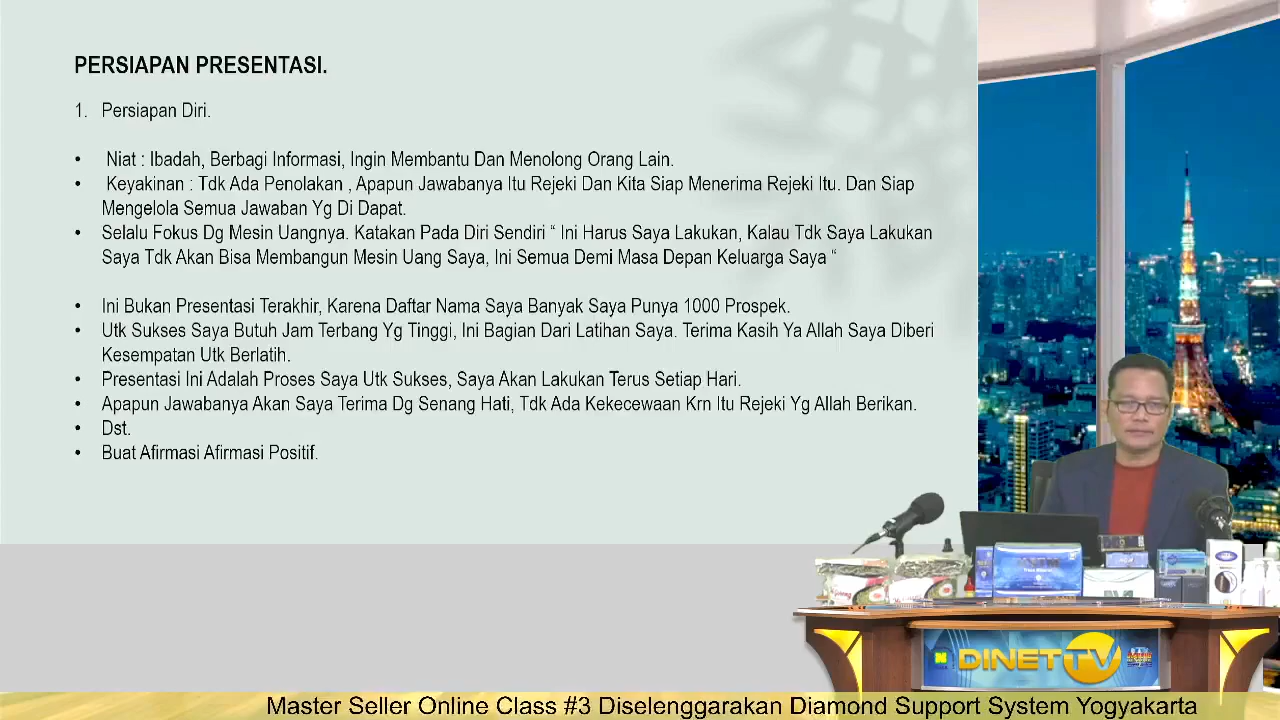 PERSIAPAN PRESENTASI.
1. Persiapan Diri.
• Niat : Ibadah, Berbagi Informasi, Ingin Membantu Dan Menolong Orang Lain.
• Keyakinan : Tdk Ada Penolakan , Apapun Jawabanya Itu Rejeki Dan Kita Siap Menerima Rejeki Itu. Dan Siap
Mengelola Semua Jawaban Yg Di Dapat.
• Selalu Fokus Dg Mesin Uangnya. Katakan Pada Diri Sendiri “ Ini Harus Saya Lakukan, Kalau Tdk Saya Lakukan
Saya Tdk Akan Bisa Membangun Mesin Uang Saya, Ini Semua Demi Masa Depan Keluarga Saya “
• Ini Bukan Presentasi Terakhir, Karena Daftar Nama Saya Banyak Saya Punya 1000 Prospek.
• Utk Sukses Saya Butuh Jam Terbang Yg Tinggi, Ini Bagian Dari Latihan Saya. Terima Kasih Ya Allah Saya Diberi
Kesempatan Utk Berlatih.
• Presentasi Ini Adalah Proses Saya Utk Sukses, Saya Akan Lakukan Terus Setiap Hari.
• Apapun Jawabanya Akan Saya Terima Dg Senang Hati, Tdk Ada Kekecewaan Krn Itu Rejeki Yg Allah Berikan.
• Dst.
• Buat Afirmasi Afirmasi Positif.
DINET TV
Master Seller Online Class #3 Diselenggarakan Diamond Support System Yogyakarta